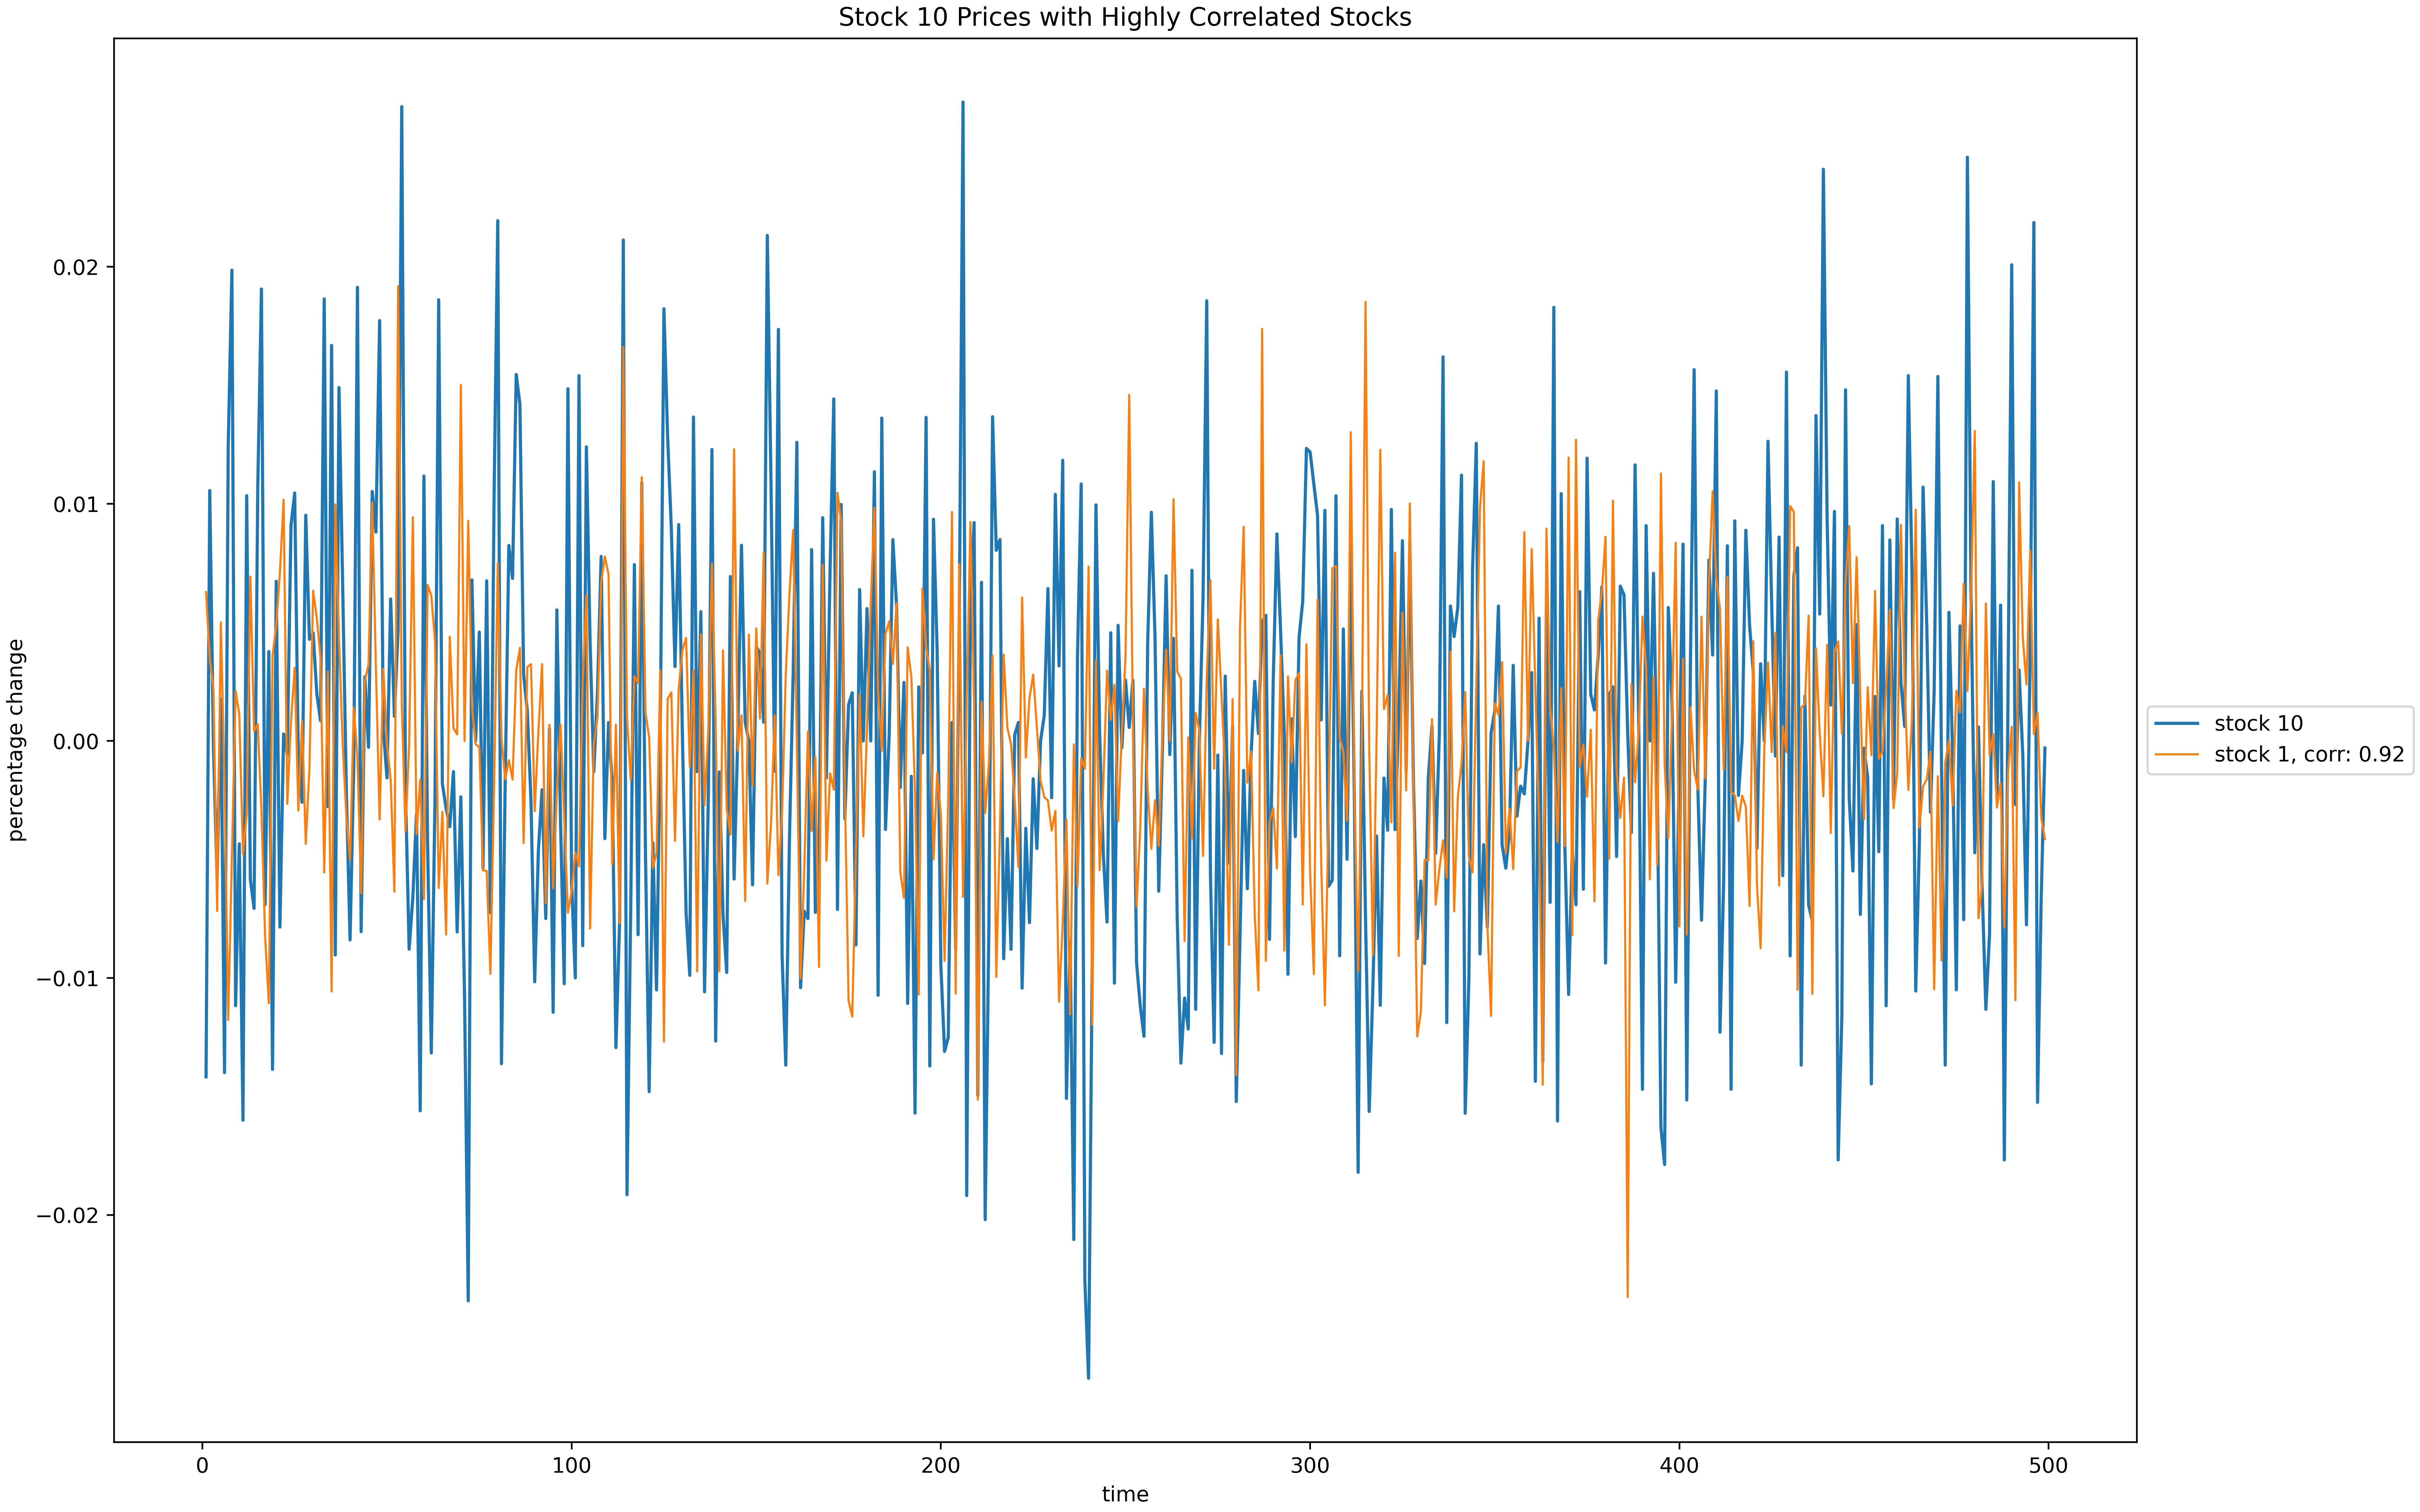 Stock 10 Prices with Highly Correlated Stocks
percentage change
0.02
0.01
0.00
−0.01
−0.02
0 100 200 300 400 500
time
stock 10
stock 1, corr: 0.92